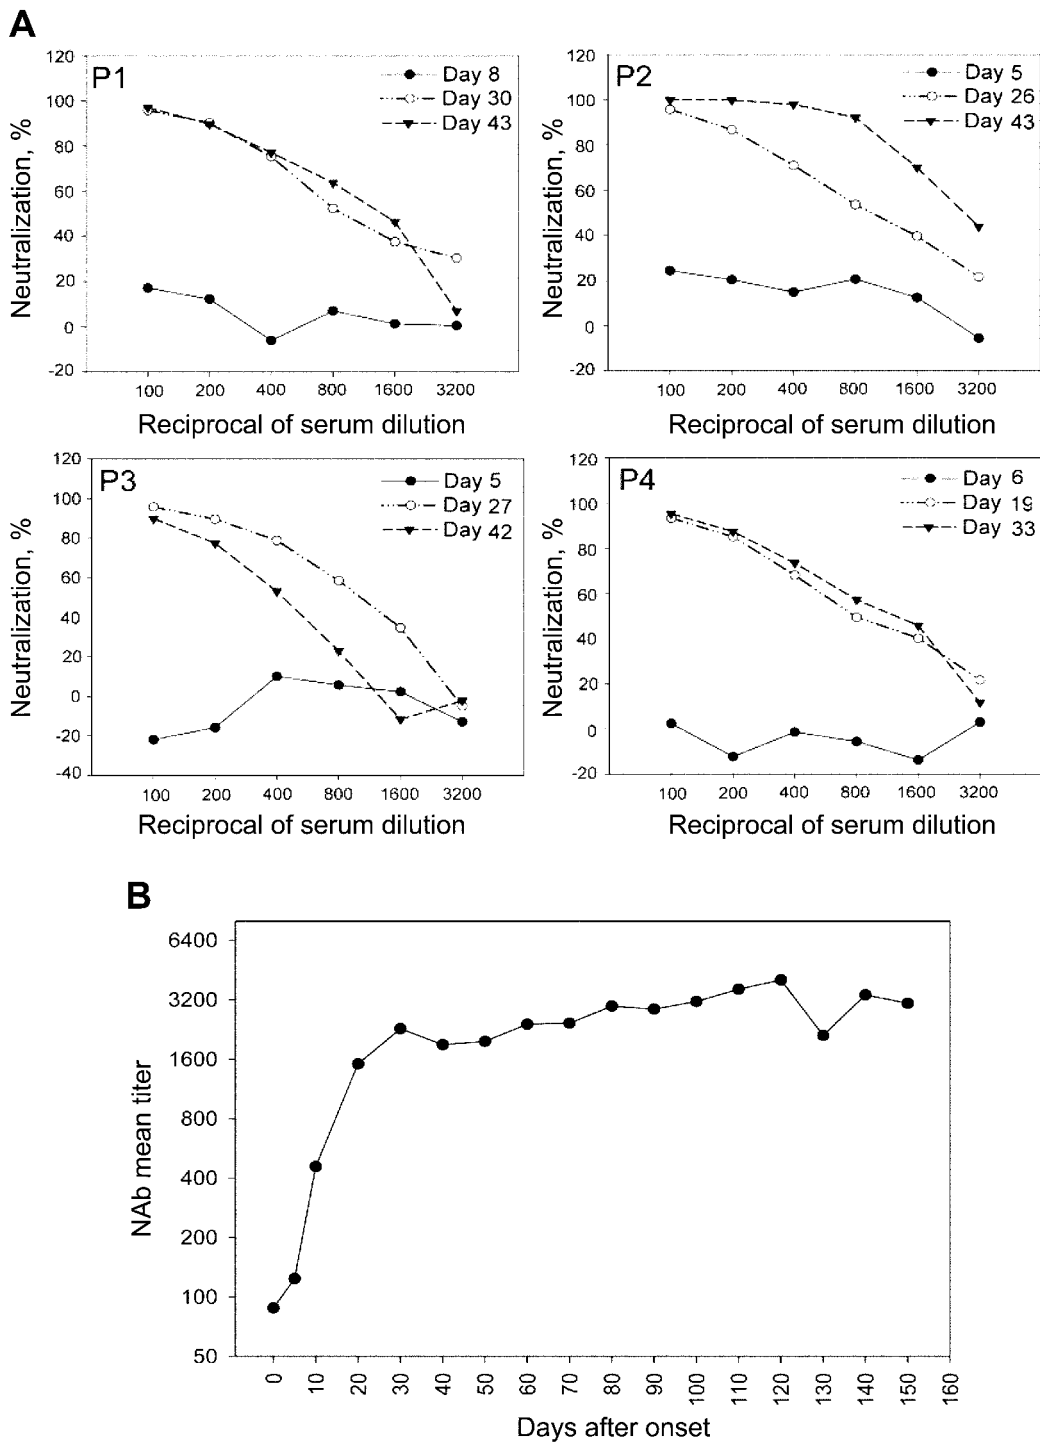 A
P1
Day 8
Day 30
Day 43
120
100
80
60
40
20
0
-20
Neutralization, %
100 200 400 800 1600 3200
Reciprocal of serum dilution
P2
Day 5
Day 26
Day 43
120
100
80
60
40
20
0
-20
Neutralization, %
100 200 400 800 1600 3200
Reciprocal of serum dilution
P3
Day 5
Day 27
Day 42
120
100
80
60
40
20
0
-20
-40
Neutralization, %
100 200 400 800 1600 3200
Reciprocal of serum dilution
P4
Day 6
Day 19
Day 33
120
100
80
60
40
20
0
-20
Neutralization, %
100 200 400 800 1600 3200
Reciprocal of serum dilution
B
6400
3200
1600
800
400
200
100
50
NAb mean titer
0 10 20 30 40 50 60 70 80 90 100 110 120 130 140 150 160
Days after onset